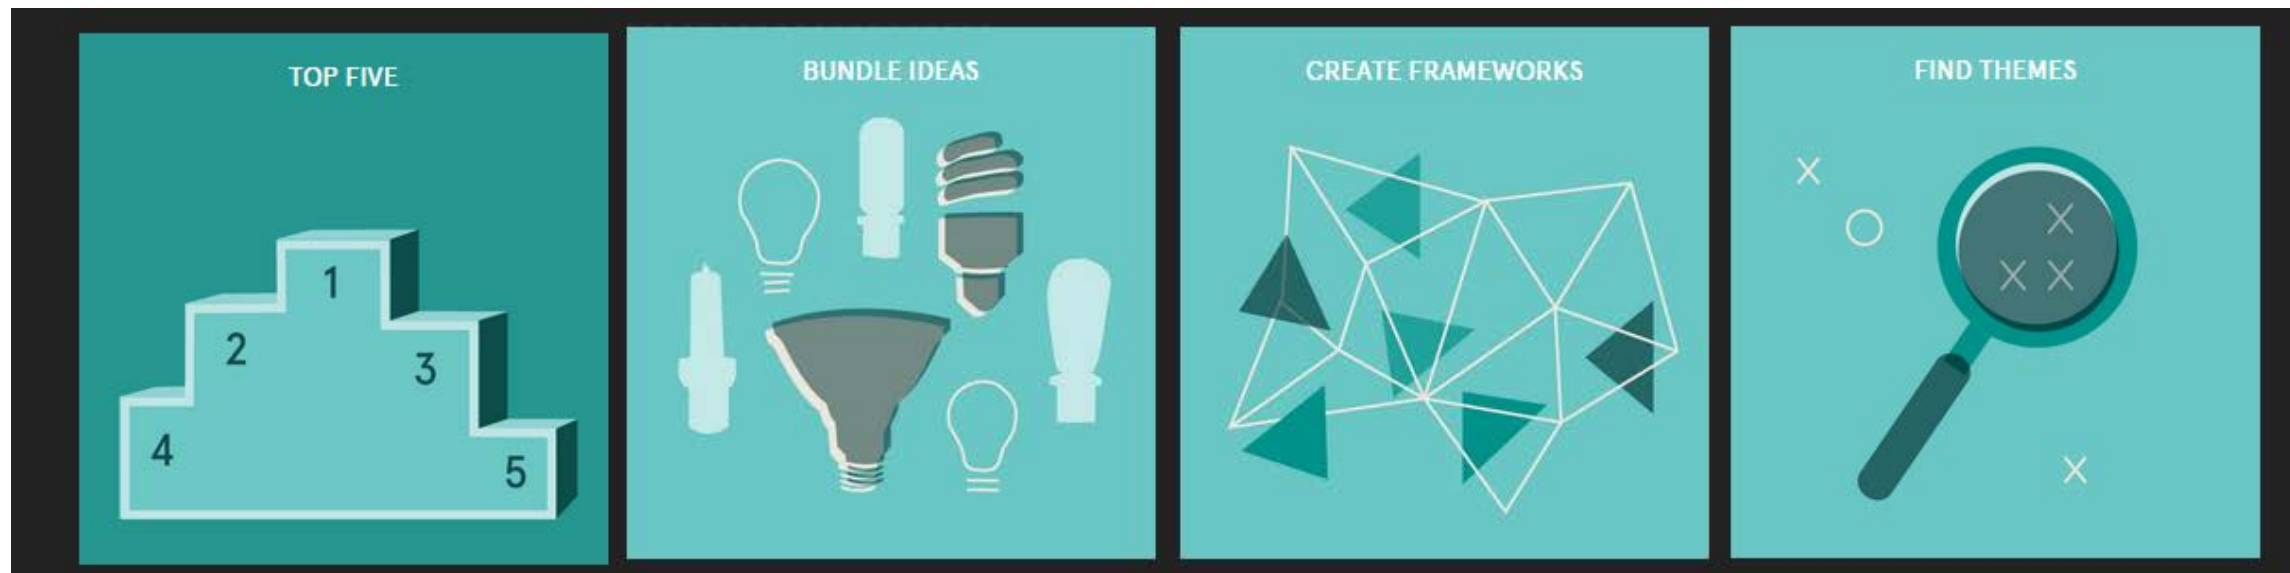 TOP FIVE
1
2
3
4
5
BUNDLE IDEAS
CREATE FRAMEWORKS
FIND THEMES